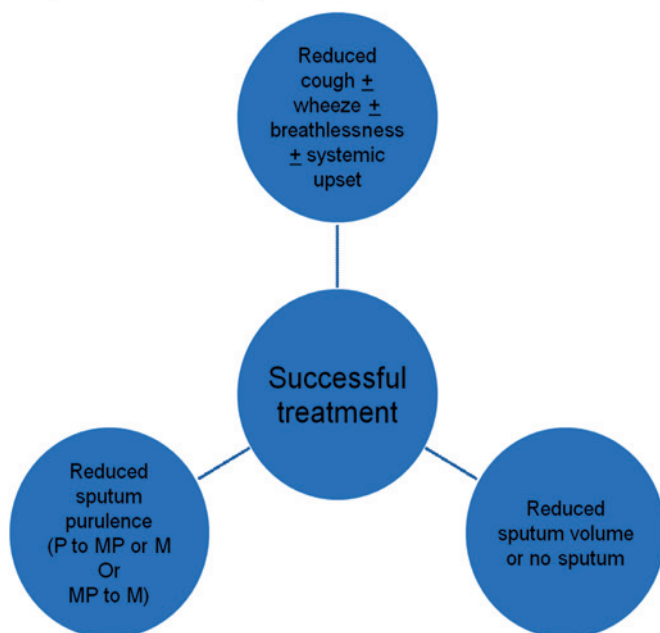 Reduced
cough ±
wheeze ±
breathlessness
± systemic
upset
Successful
treatment
Reduced
sputum
purulence
(P to MP or M
Or
MP to M)
Reduced
sputum volume
or no sputum